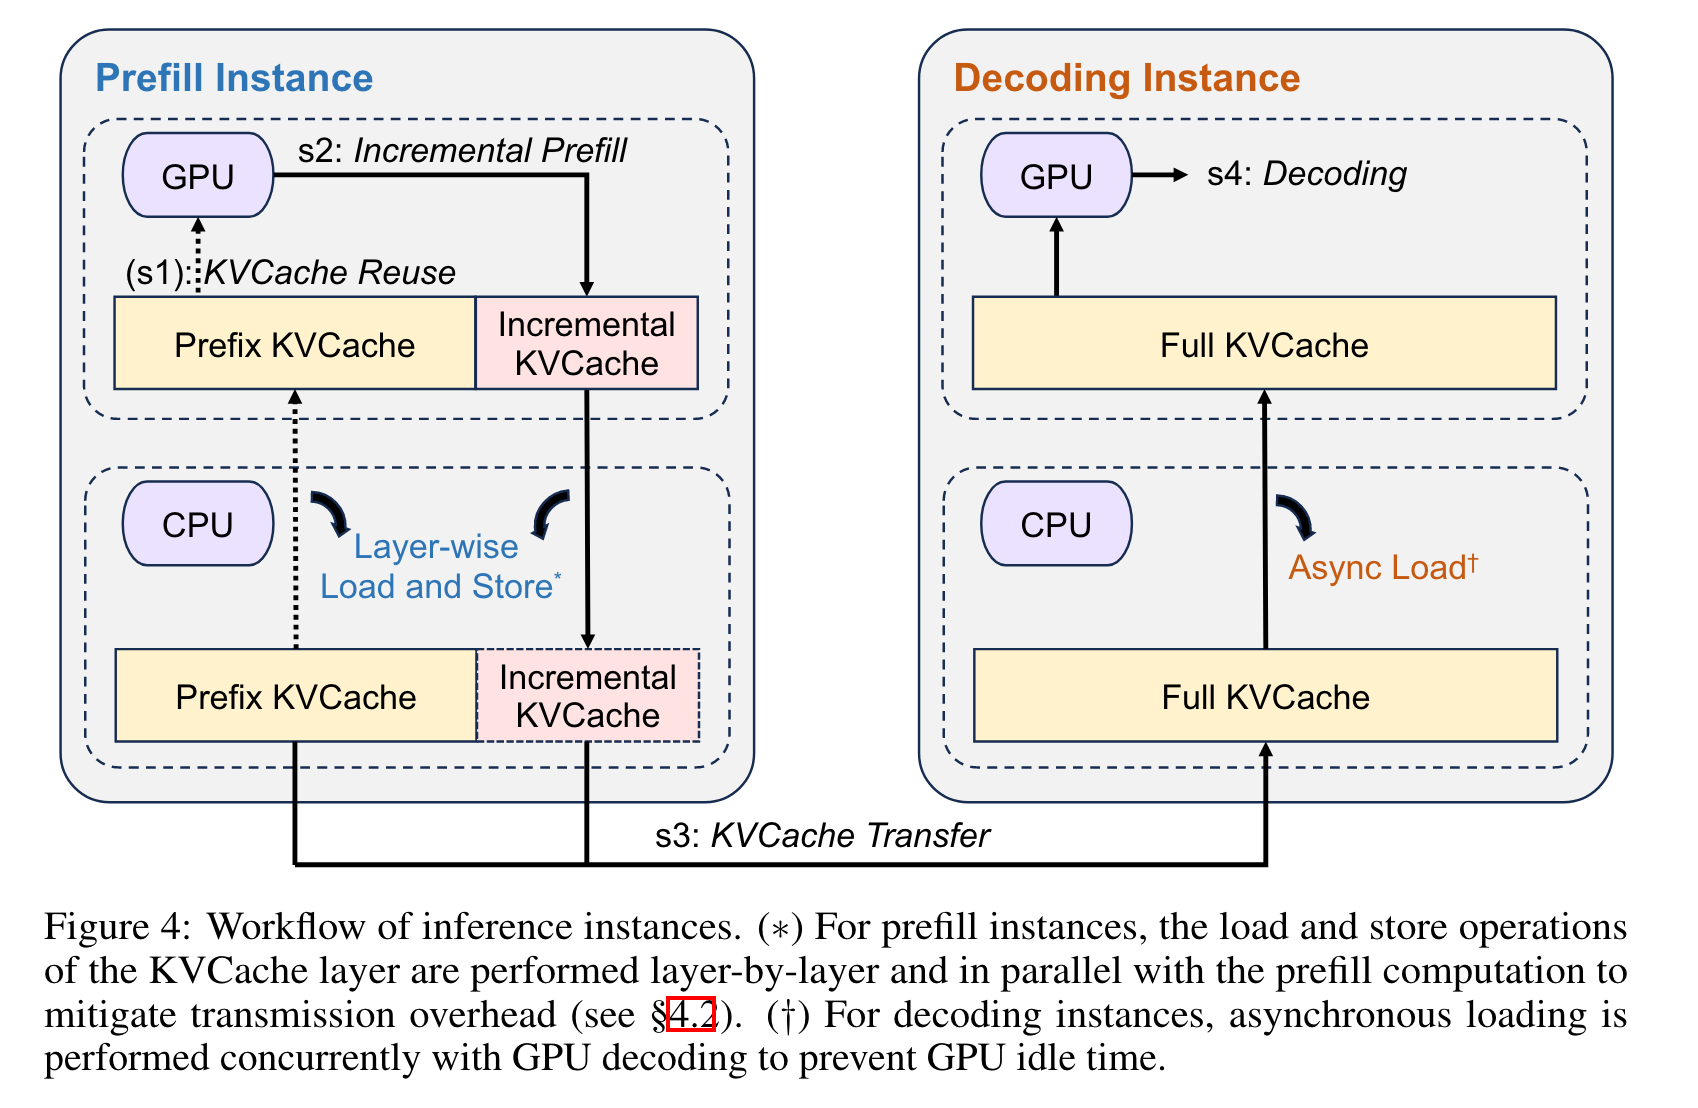 Prefill Instance
GPU
s2: Incremental Prefill
(s1): KVCache Reuse
Prefix KVCache
Incremental
KVCache
CPU
Layer-wise
Load and Store*
Prefix KVCache
Incremental
KVCache
Decoding Instance
GPU
s4: Decoding
Full KVCache
CPU
Async Load†
Full KVCache
s3: KVCache Transfer
Figure 4: Workflow of inference instances. (∗) For prefill instances, the load and store operations
of the KVCache layer are performed layer-by-layer and in parallel with the prefill computation to
mitigate transmission overhead (see §4.2). (†) For decoding instances, asynchronous loading is
performed concurrently with GPU decoding to prevent GPU idle time.